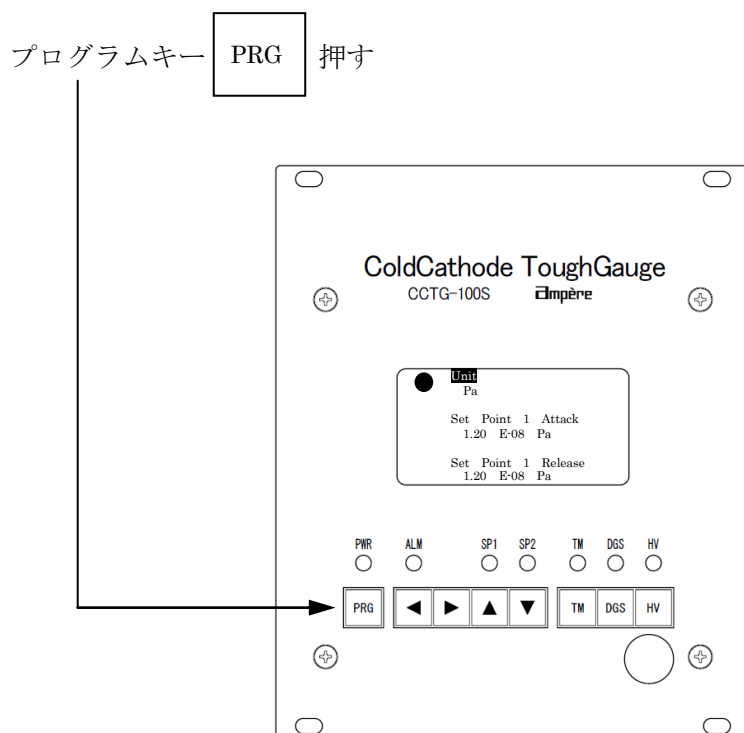 プログラムキー PRG 押す
ColdCathode ToughGauge
CCTG-100S Ampère
Unit
Pa
Set Point 1 Attack
1.20 E-08 Pa
Set Point 1 Release
1.20 E-08 Pa
PWR ALM SP1 SP2 TM DGS HV
PRG ◀ ▶ ▲ ▼ TM DGS HV